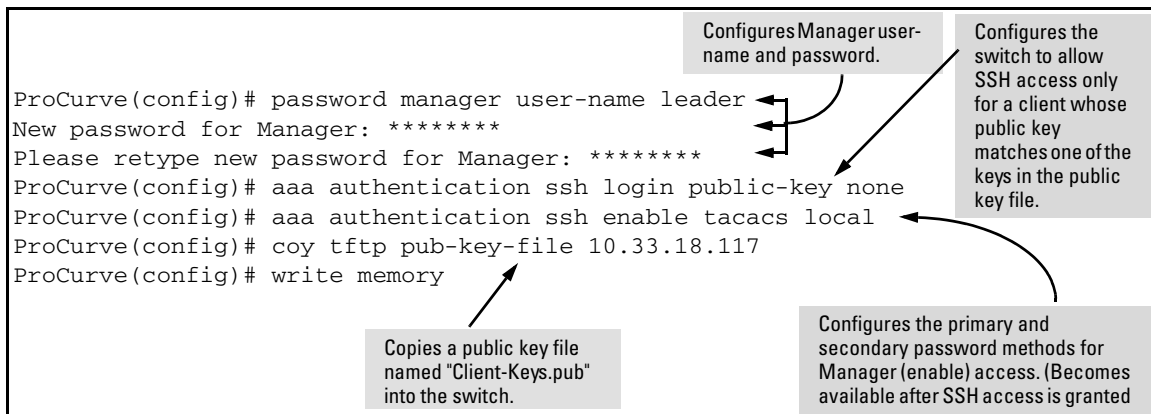 Configures Manager user-
name and password.
Configures the
switch to allow
SSH access only
for a client whose
public key
matches one of the
keys in the public
key file.
ProCurve(config)# password manager user-name leader
New password for Manager: ********
Please retype new password for Manager: ********
ProCurve(config)# aaa authentication ssh login public-key none
ProCurve(config)# aaa authentication ssh enable tacacs local
ProCurve(config)# coy tftp pub-key-file 10.33.18.117
ProCurve(config)# write memory
Copies a public key file
named "Client-Keys.pub"
into the switch.
Configures the primary and
secondary password methods for
Manager (enable) access. (Becomes
available after SSH access is granted